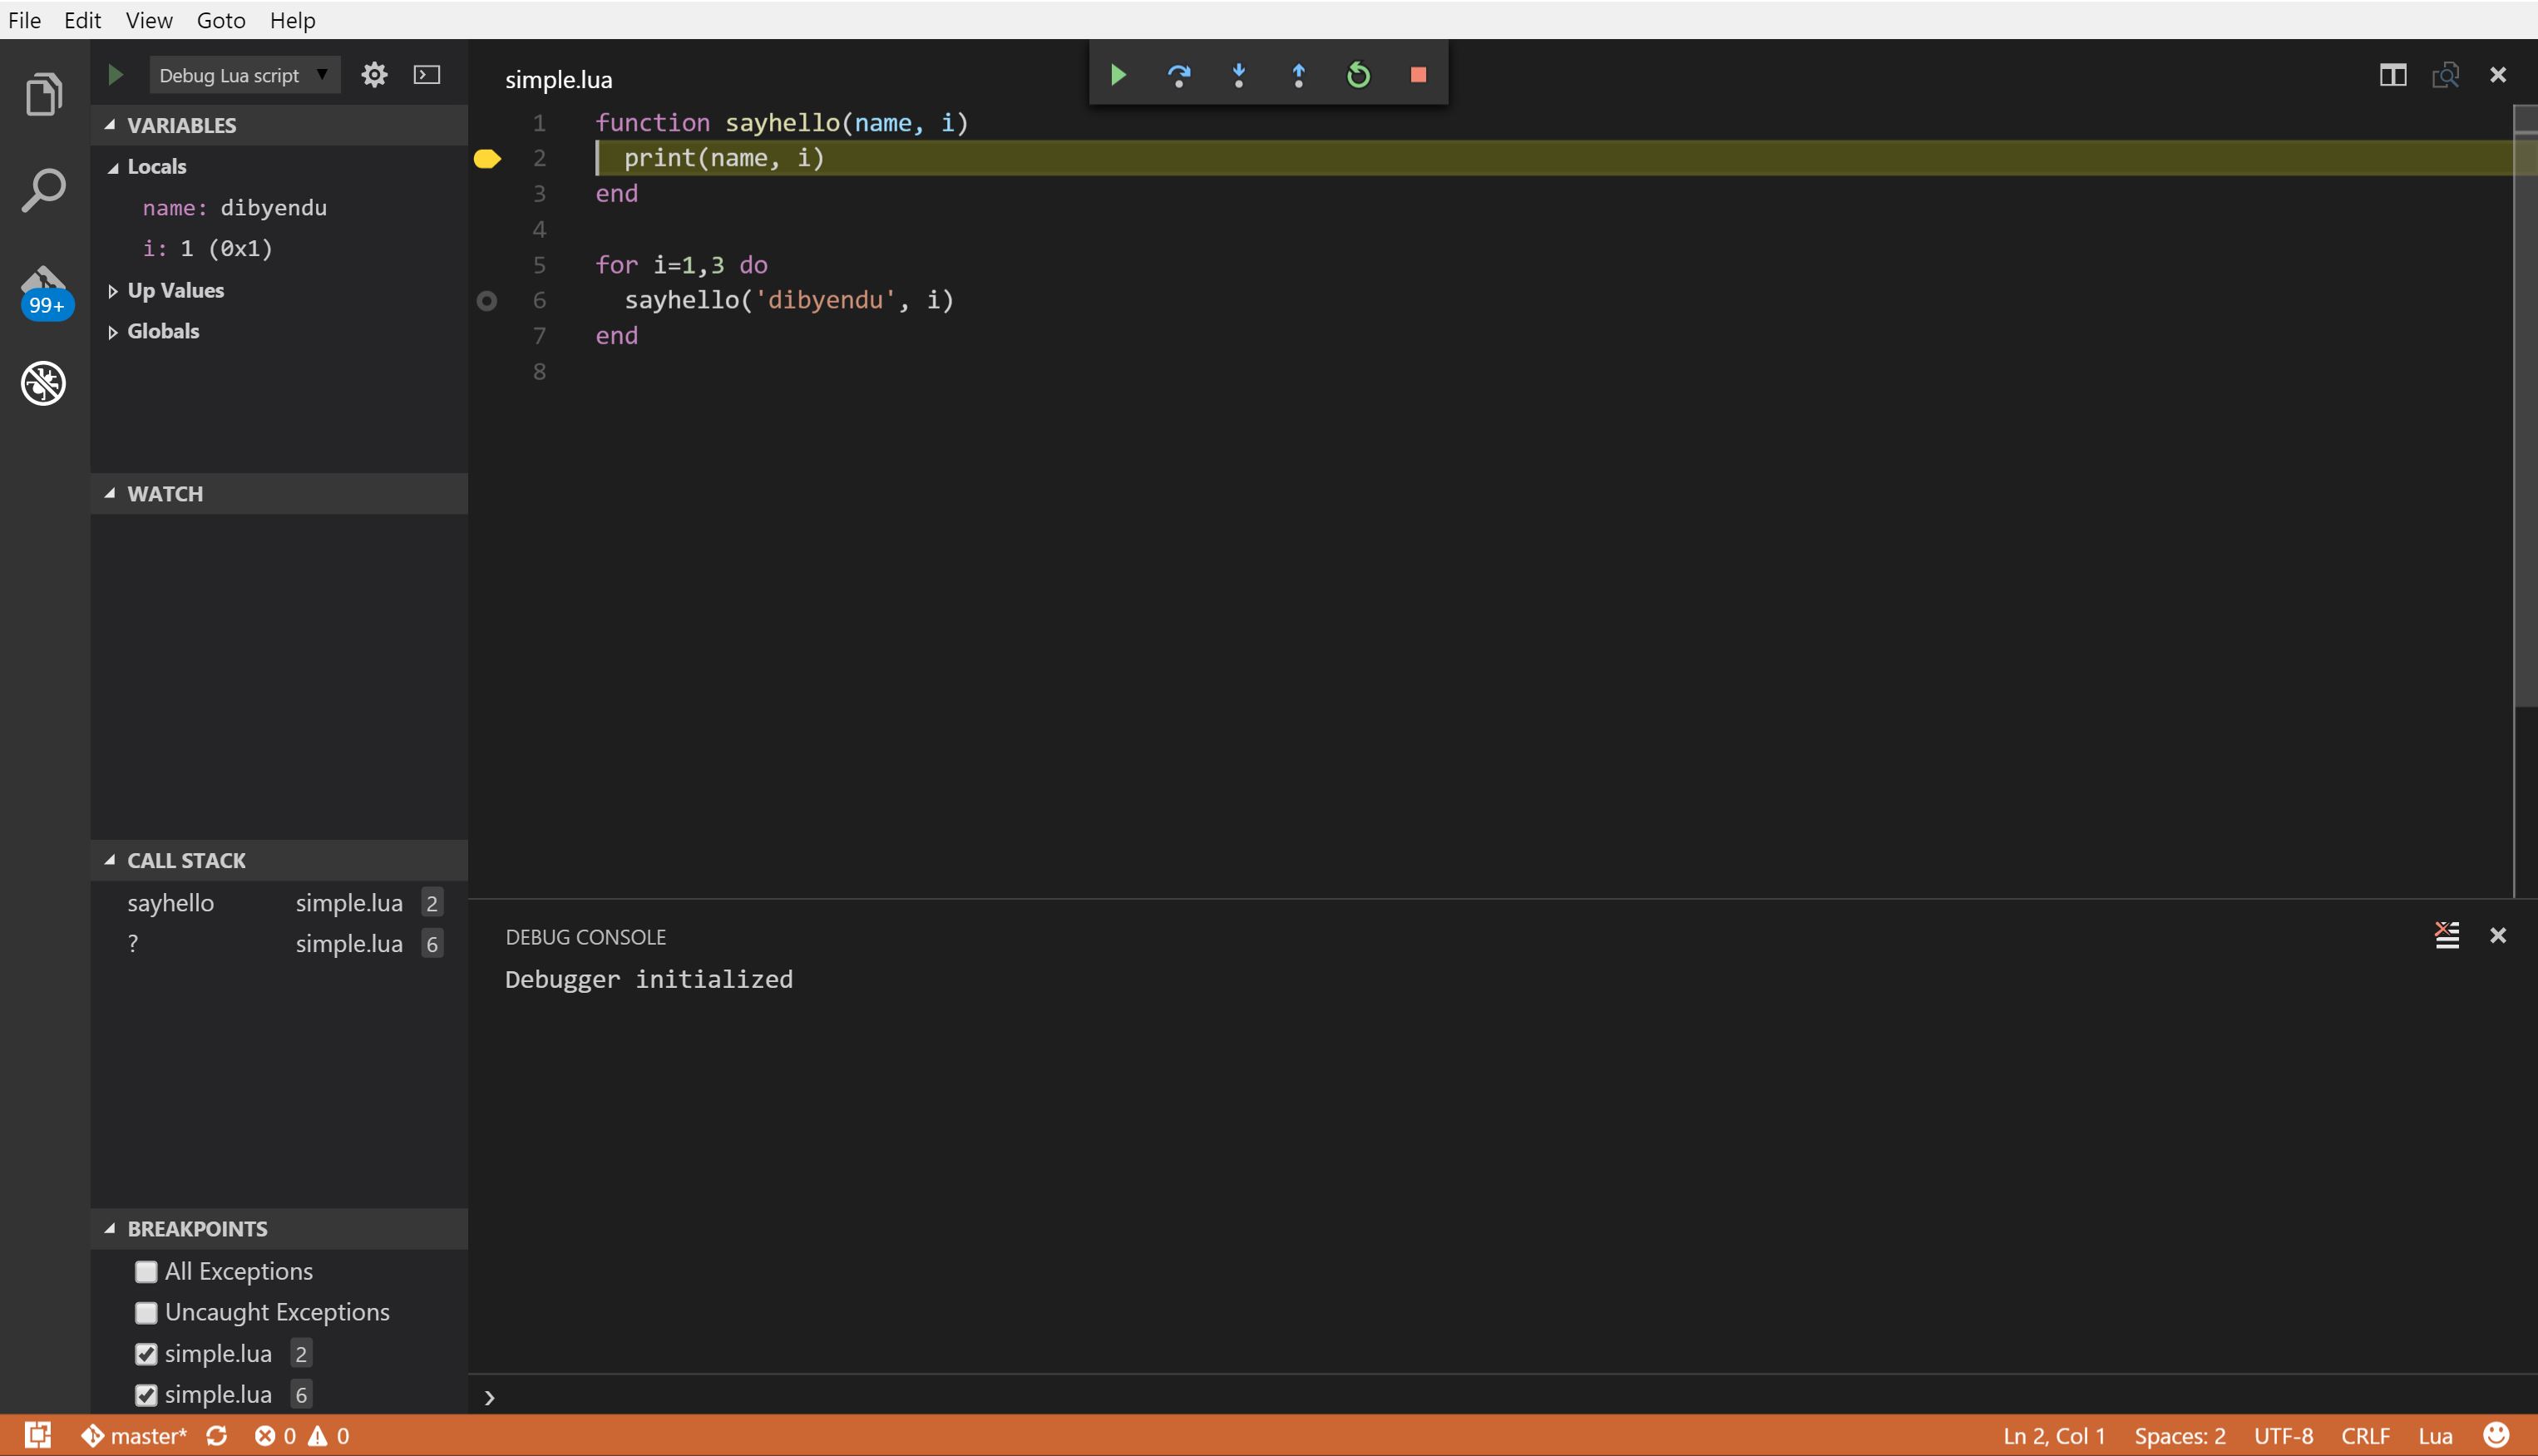 File Edit View Goto Help
Debug Lua script
VARIABLES
Locals
name: dibyendu
i: 1 (0x1)
Up Values
Globals
99+
WATCH
CALL STACK
sayhello simple.lua 2
? simple.lua 6
BREAKPOINTS
All Exceptions
Uncaught Exceptions
simple.lua 2
simple.lua 6
simple.lua
1 function sayhello(name, i)
2 print(name, i)
3 end
4
5 for i=1,3 do
6 sayhello('dibyendu', i)
7 end
8
DEBUG CONSOLE
Debugger initialized
master* 0 0 Ln 2, Col 1 Spaces: 2 UTF-8 CRLF Lua